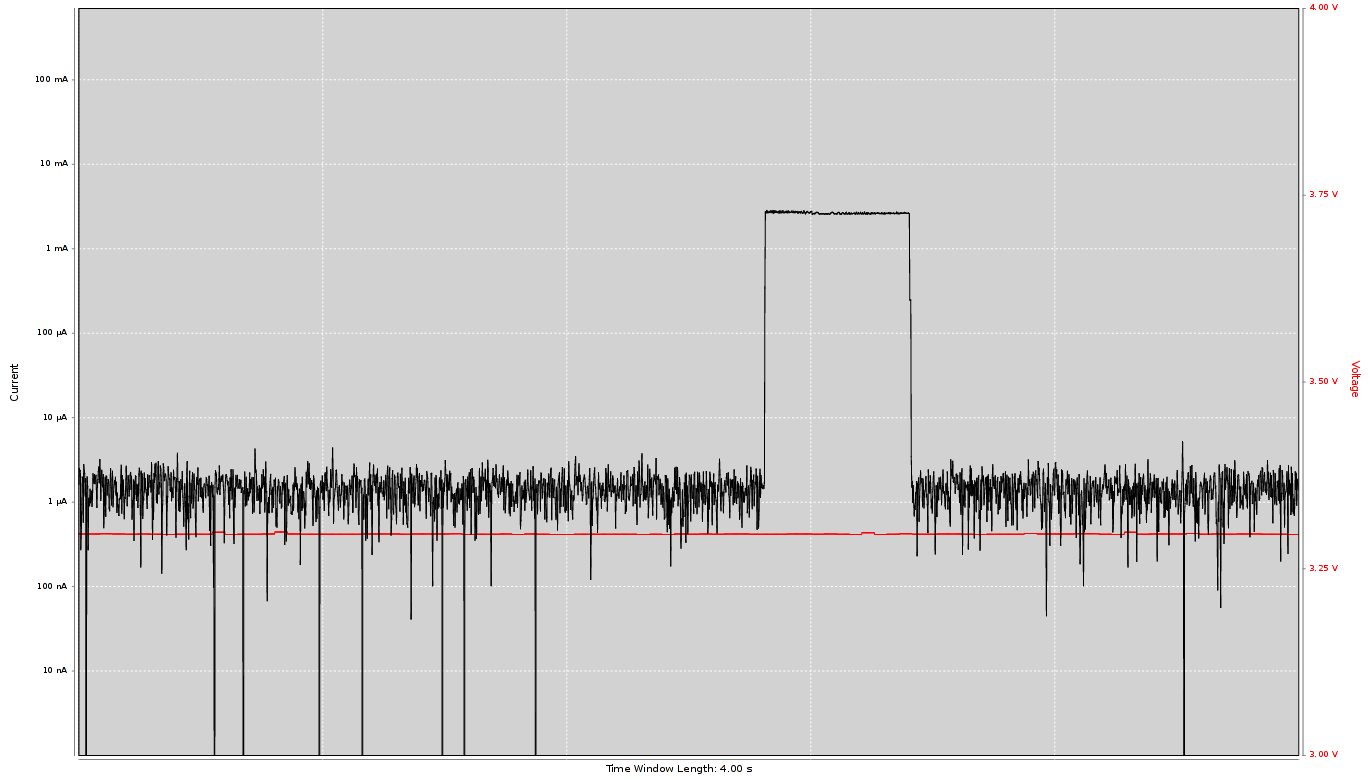 4.00 V
100 mA
10 mA
3.75 V
1 mA
100 µA
Current
Voltage
3.50 V
10 µA
1 µA
3.25 V
100 nA
10 nA
3.00 V
Time Window Length: 4.00 s